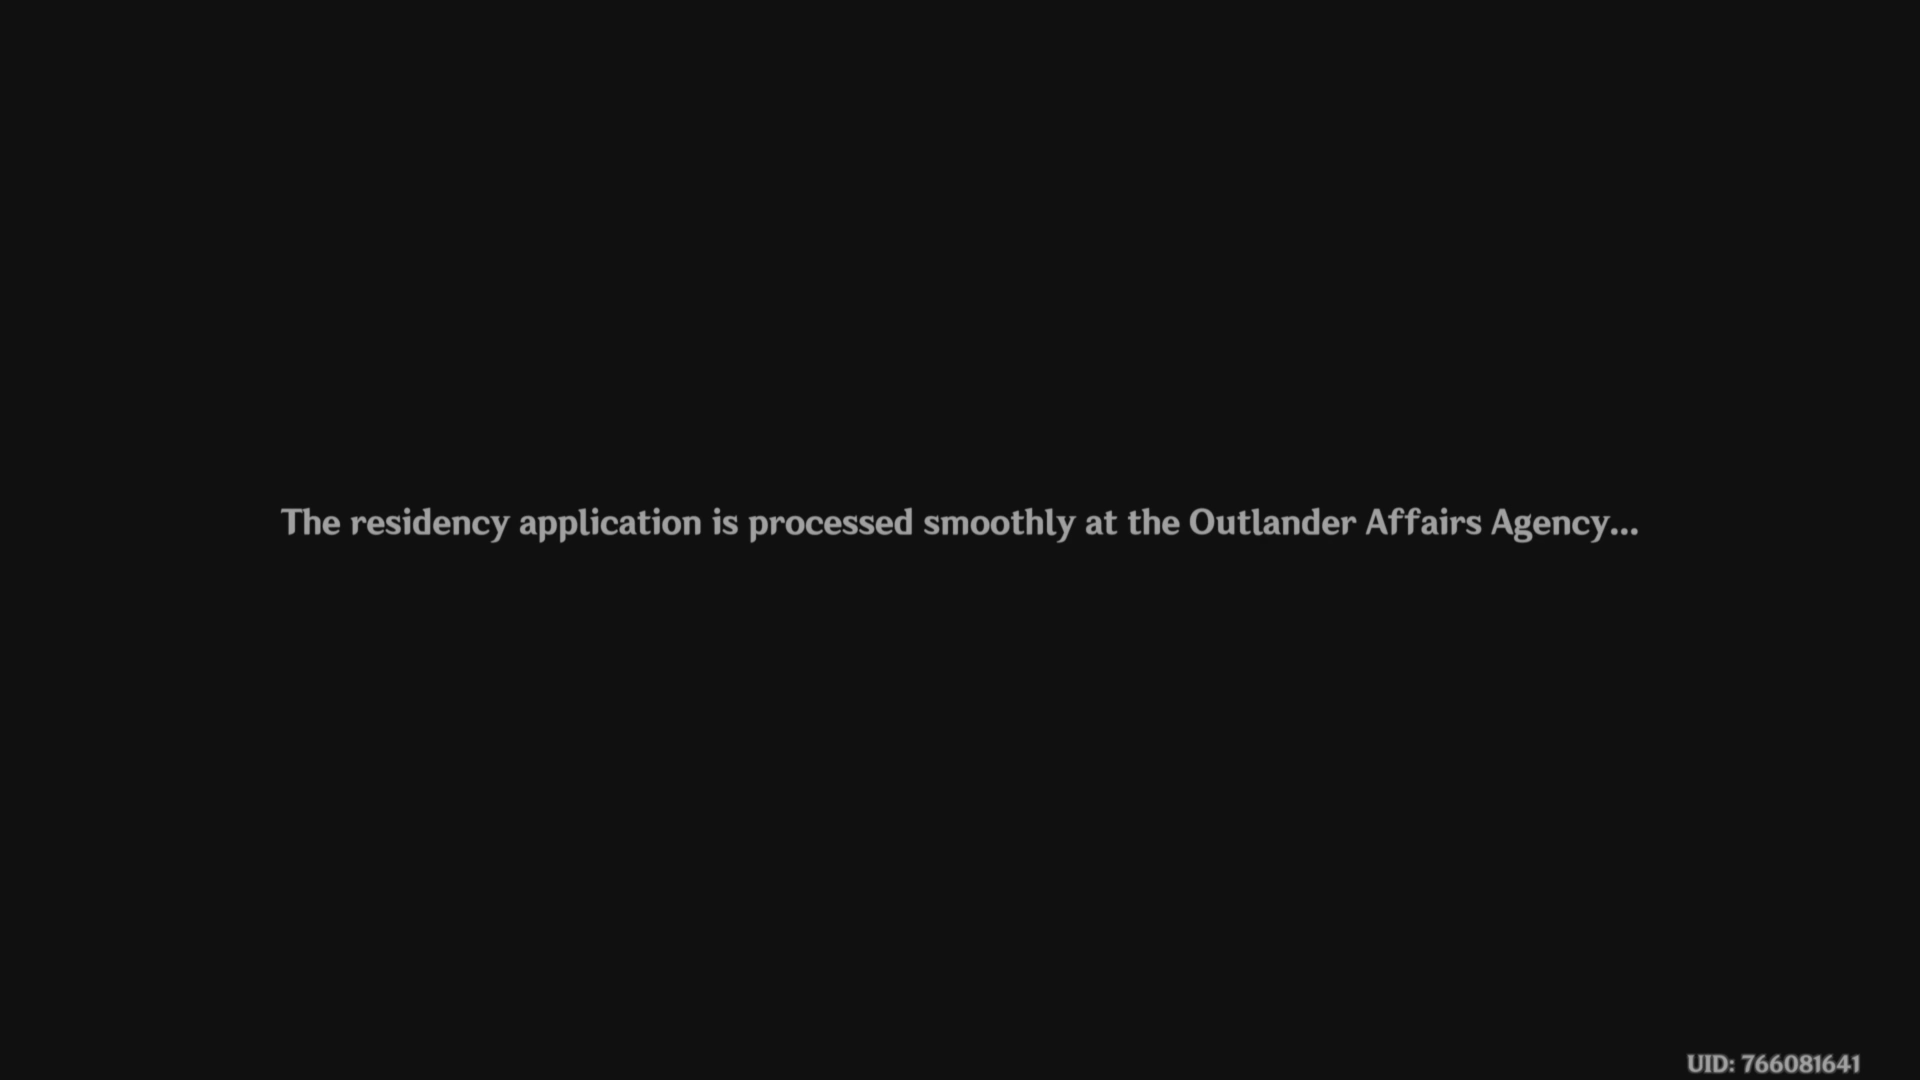 The residency application is processed smoothly at the Outlander Affairs Agency...
UID: 766081641